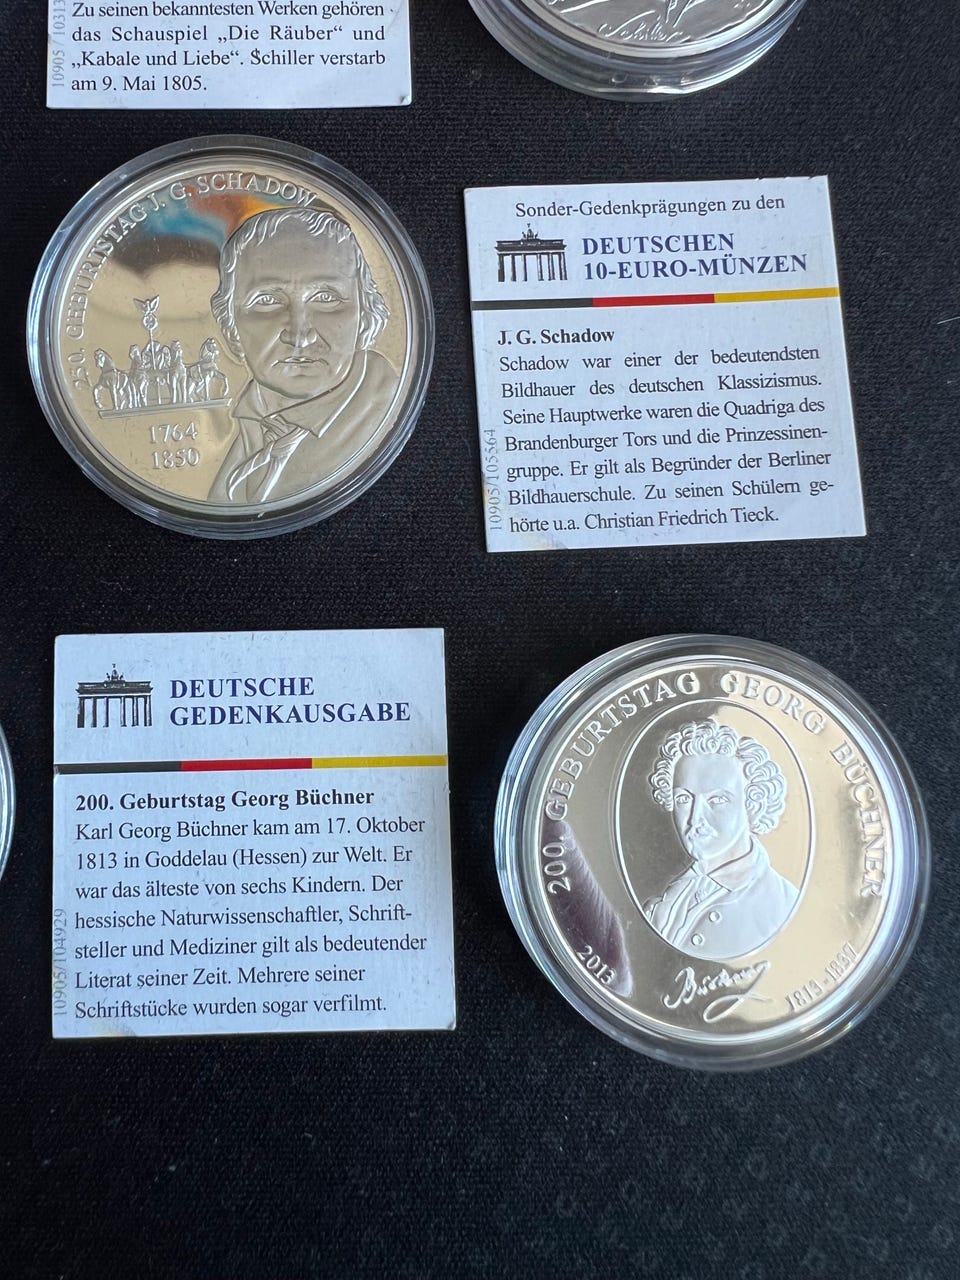 Zu seinen bekanntesten Werken gehören
das Schauspiel „Die Räuber“ und
„Kabale und Liebe“. Schiller verstarb
am 9. Mai 1805.
10905 / 1031
Schiller
250. GEBURTSTAG J. G. SCHADOW
1764
1850
Sonder-Gedenkprägungen zu den
DEUTSCHEN
10-EURO-MÜNZEN
J. G. Schadow
Schadow war einer der bedeutendsten
Bildhauer des deutschen Klassizismus.
Seine Hauptwerke waren die Quadriga des
Brandenburger Tors und die Prinzessinen-
gruppe. Er gilt als Begründer der Berliner
Bildhauerschule. Zu seinen Schülern ge-
hörte u.a. Christian Friedrich Tieck.
10905/105564
DEUTSCHE
GEDENKAUSGABE
200. Geburtstag Georg Büchner
Karl Georg Büchner kam am 17. Oktober
1813 in Goddelau (Hessen) zur Welt. Er
war das älteste von sechs Kindern. Der
hessische Naturwissenschaftler, Schrift-
steller und Mediziner gilt als bedeutender
Literat seiner Zeit. Mehrere seiner
Schriftstücke wurden sogar verfilmt.
10905/104929
200. GEBURTSTAG GEORG BÜCHNER
2013
Büchner
1813-1837